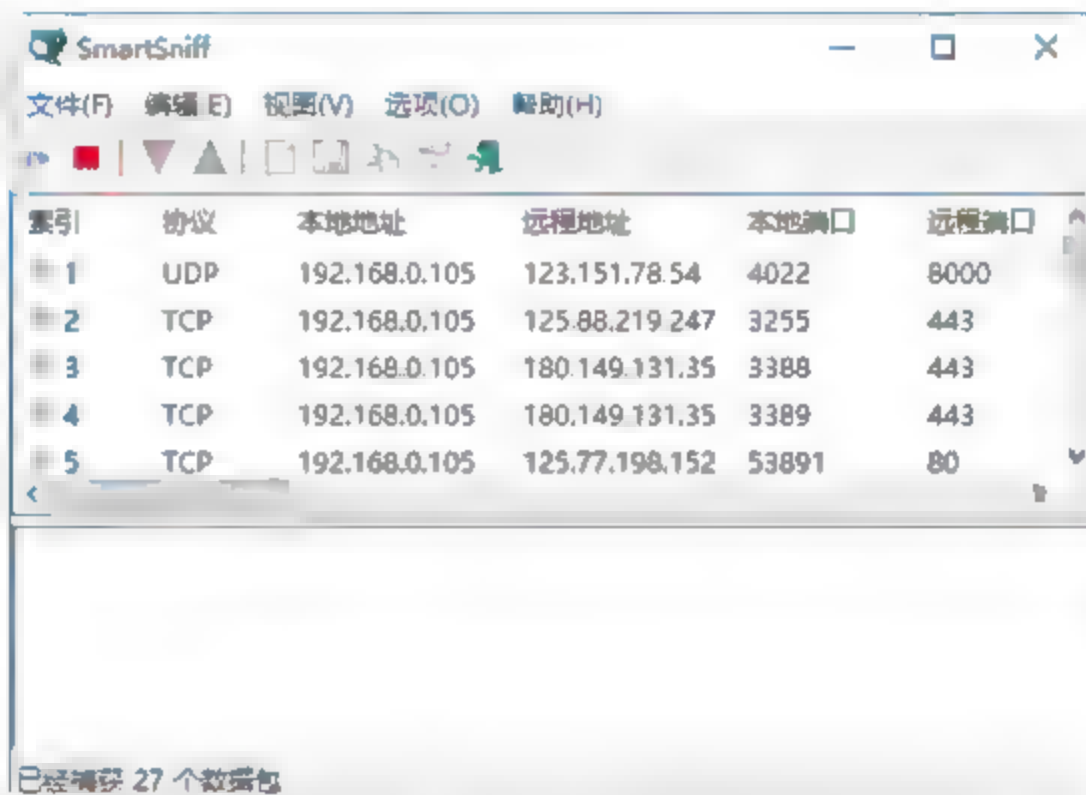 SmartSniff
文件(F) 编辑(E) 视图(V) 选项(O) 帮助(H)
索引 协议 本地地址 远程地址 本地端口 远程端口
1 UDP 192.168.0.105 123.151.78.54 4022 8000
2 TCP 192.168.0.105 125.88.219.247 3255 443
3 TCP 192.168.0.105 180.149.131.35 3388 443
4 TCP 192.168.0.105 180.149.131.35 3389 443
5 TCP 192.168.0.105 125.77.198.152 53891 80
已经捕获 27 个数据包